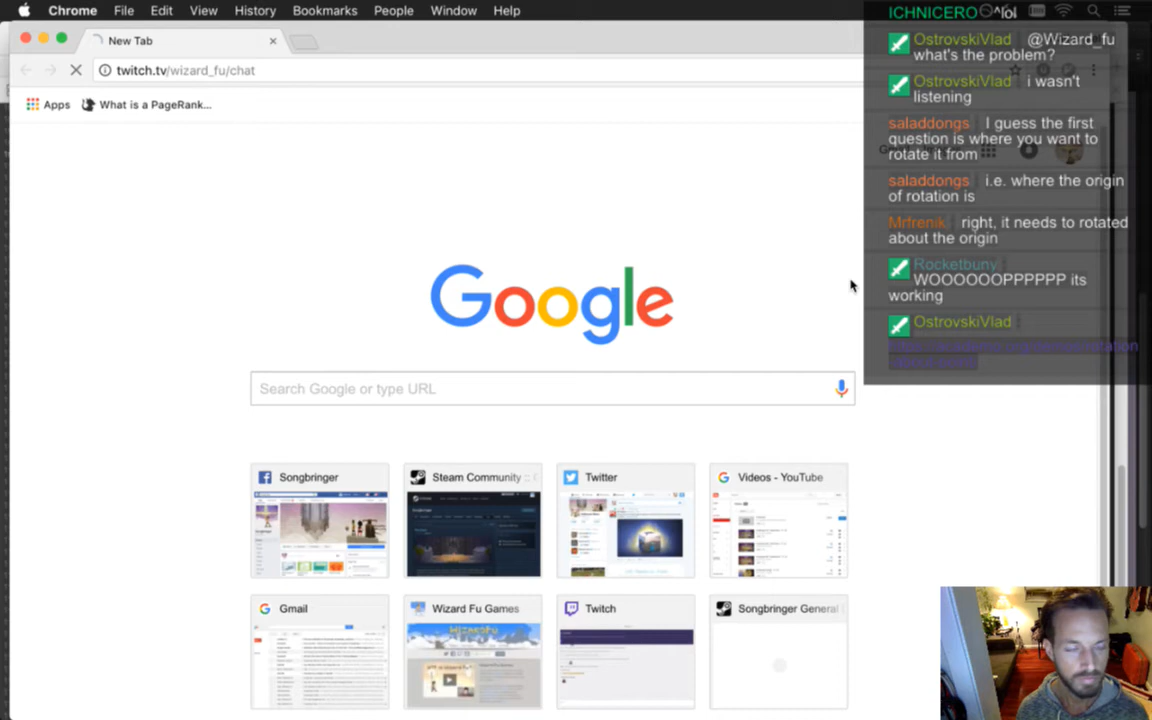 Chrome File Edit View History Bookmarks People Window Help
New Tab
twitch.tv/wizard_fu/chat
Apps What is a PageRank...
Google
Search Google or type URL
Songbringer
Steam Community ::
Twitter
Videos - YouTube
Gmail
Wizard Fu Games
Twitch
Songbringer General
ICHNICERO
OstrovskiVlad @Wizard_fu
what's the problem?
OstrovskiVlad i wasn't
listening
saladdongs I guess the first
question is where you want to
rotate it from
saladdongs i.e. where the origin
of rotation is
Mrfrenik right, it needs to rotated
about the origin
Rocketbuny
WOOOOOOPPPPPP its
working
OstrovskiVlad